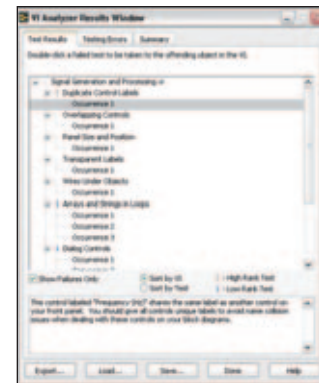 VI Analyzer Results Window
Test Results Testing Errors Summary
Double-click a failed test to be taken to the offending object in the VI.
Signal Generation and Processing.vi
! Duplicate Control Labels
Occurrence 1
Overlapping Controls
Occurrence 1
Panel Size and Position
Occurrence 1
Transparent Labels
Occurrence 1
Wires Under Objects
Occurrence 1
! Arrays and Strings in Loops
Occurrence 1
Occurrence 2
Occurrence 3
Dialog Controls
Occurrence 1
Show Failures Only
Sort by VI
! - High Rank Test
Sort by Test
- Low Rank Test
The control labeled "Frequency (Hz)" shares the same label as another control on
your front panel. You should give all controls unique labels to avoid name collision
issues when dealing with these controls on your block diagrams.
Export... Load... Save... Done Help